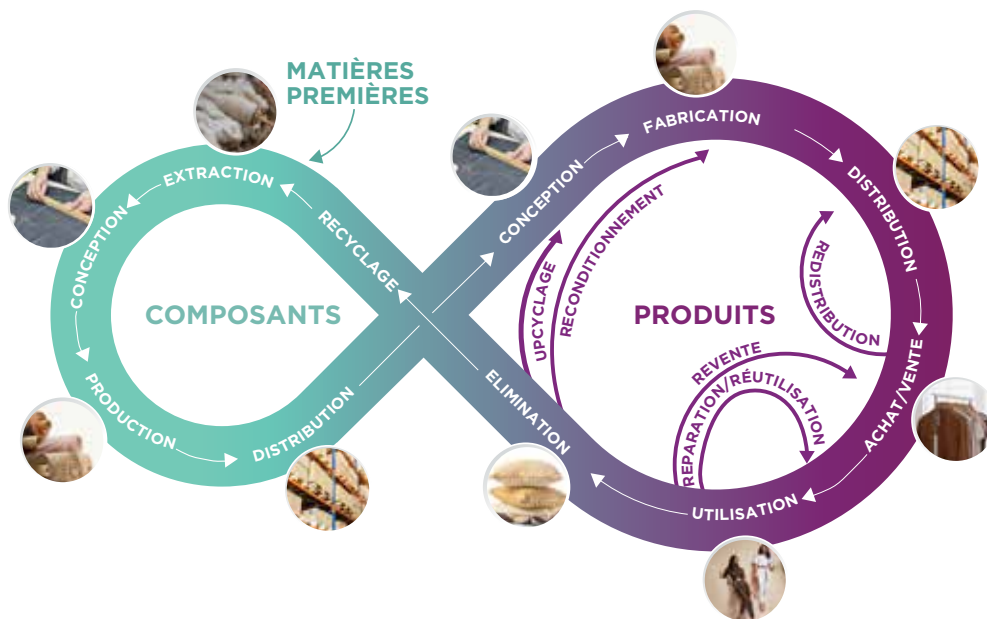 MATIÈRES
PREMIÈRES
EXTRACTION
CONCEPTION
PRODUCTION
DISTRIBUTION
RECYCLAGE
COMPOSANTS
CONCEPTION
FABRICATION
DISTRIBUTION
ACHAT/VENTE
UTILISATION
ELIMINATION
PRODUITS
UPCYCLAGE
RECONDITIONNEMENT
REDISTRIBUTION
REVENTE
REPARATION/RÉUTILISATION